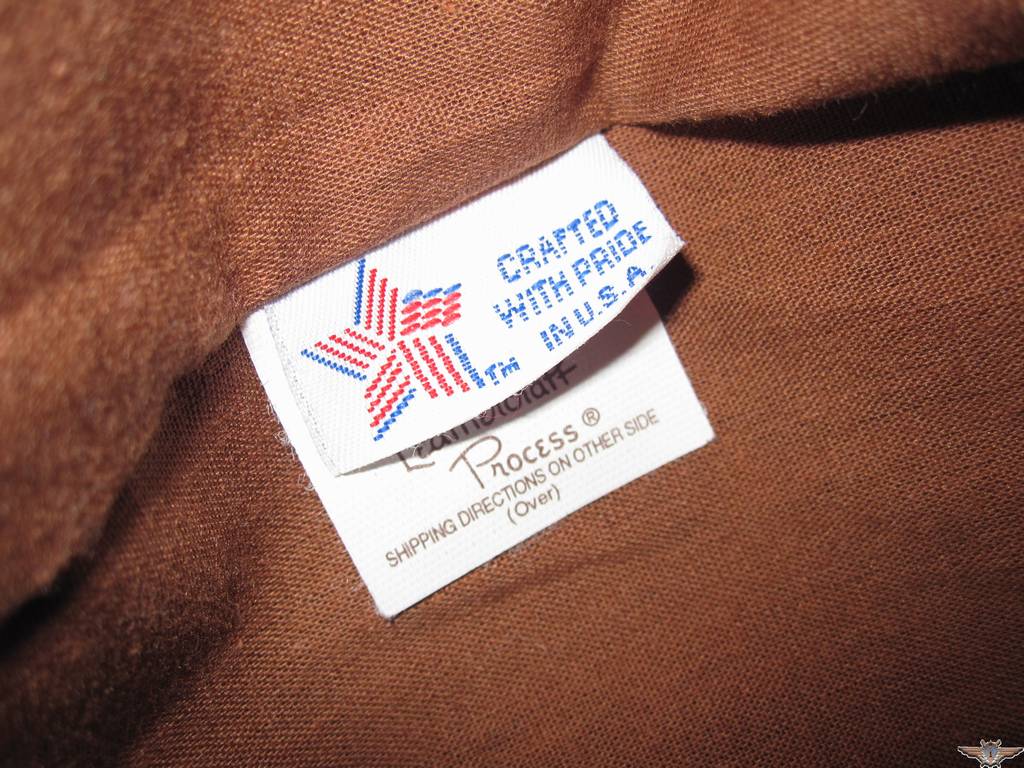 CRAFTED
WITH PRIDE
IN U.S.A.
TM
Process®
SHIPPING DIRECTIONS ON OTHER SIDE
(Over)